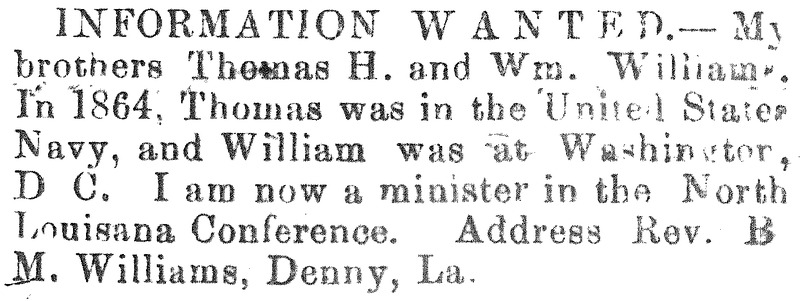 INFORMATION WANTED.— My
brothers Thomas H. and Wm. Williams.
In 1864, Thomas was in the United States
Navy, and William was at Washington,
D C. I am now a minister in the North
Louisana Conference. Address Rev. B
M. Williams, Denny, La.